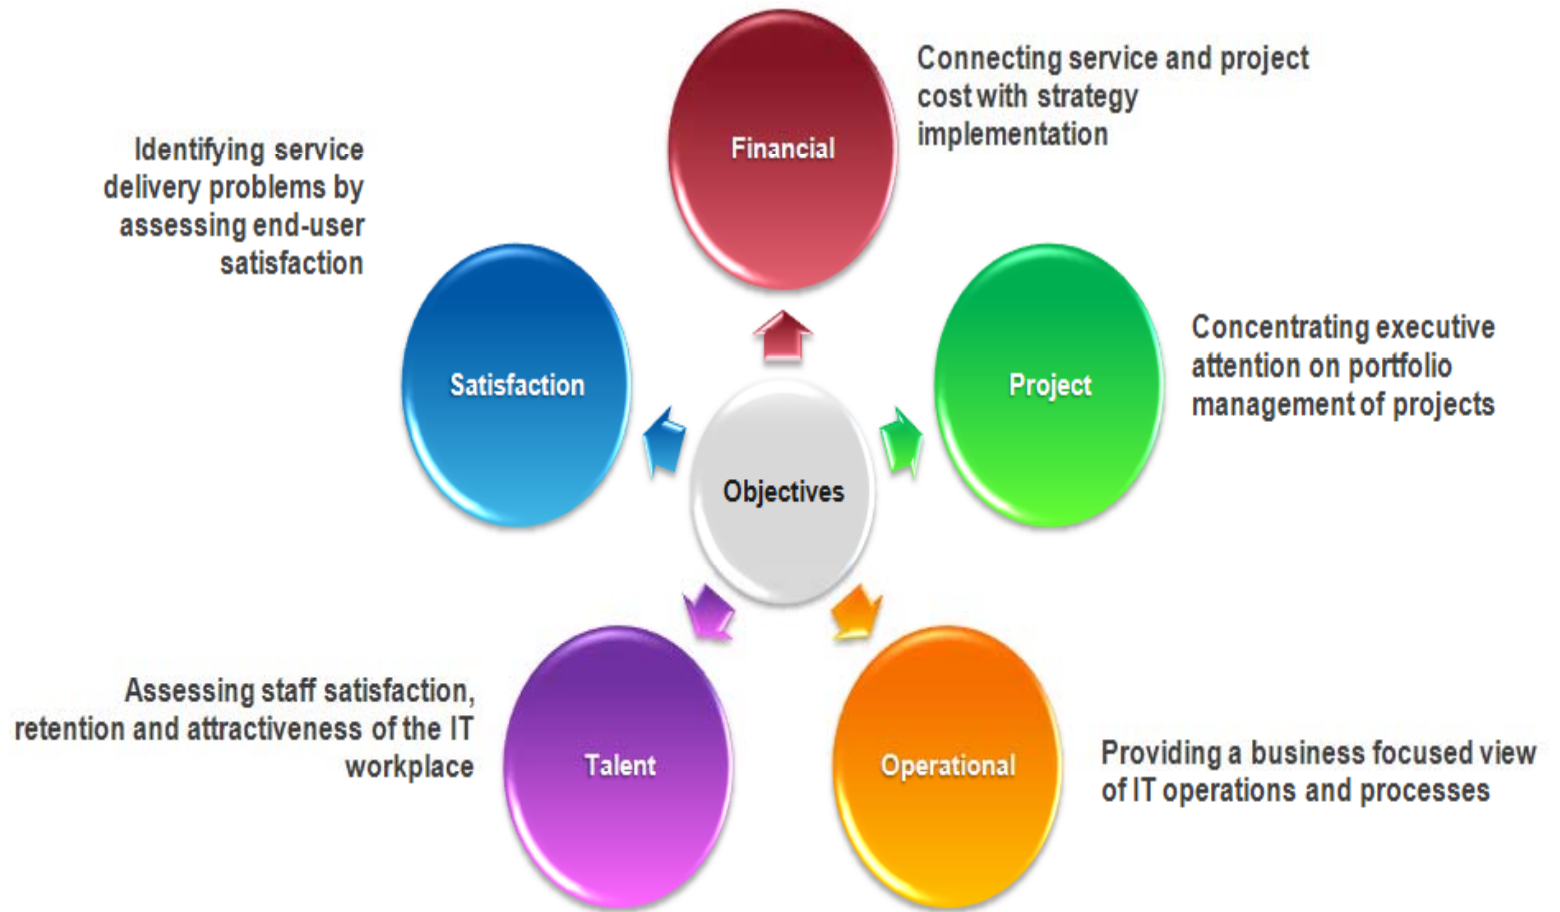 Financial
Connecting service and project
cost with strategy
implementation
Identifying service
delivery problems by
assessing end-user
satisfaction
Satisfaction
Project
Concentrating executive
attention on portfolio
management of projects
Objectives
Assessing staff satisfaction,
retention and attractiveness of the IT
workplace
Talent
Operational
Providing a business focused view
of IT operations and processes